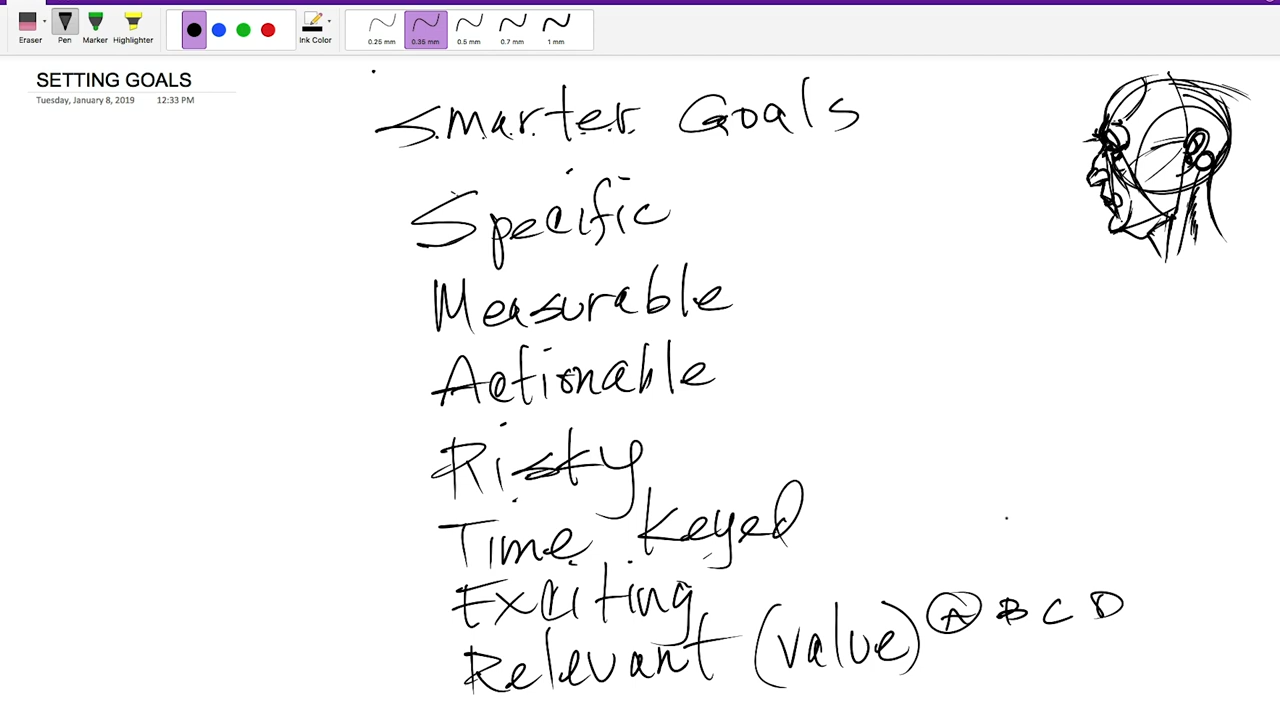 Eraser Pen Marker Highlighter Ink Color 0.25 mm 0.35 mm 0.5 mm 0.7 mm 1 mm
SETTING GOALS
Tuesday, January 8, 2019 12:33 PM
S.m.a.r.t.e.r. Goals
Specific
Measurable
Actionable
Risky
Time Keyed
Exciting
Relevant (value) A B C D